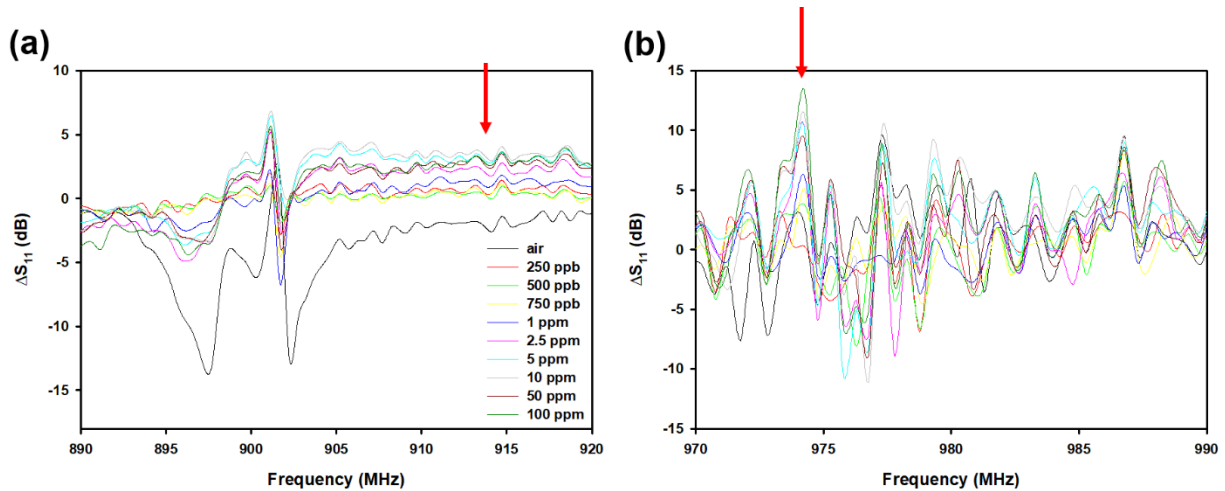 (a)
10
5
0
-5
-10
-15
ΔS11 (dB)
890 895 900 905 910 915 920
Frequency (MHz)
air
250 ppb
500 ppb
750 ppb
1 ppm
2.5 ppm
5 ppm
10 ppm
50 ppm
100 ppm
(b)
15
10
5
0
-5
-10
-15
ΔS11 (dB)
970 975 980 985 990
Frequency (MHz)